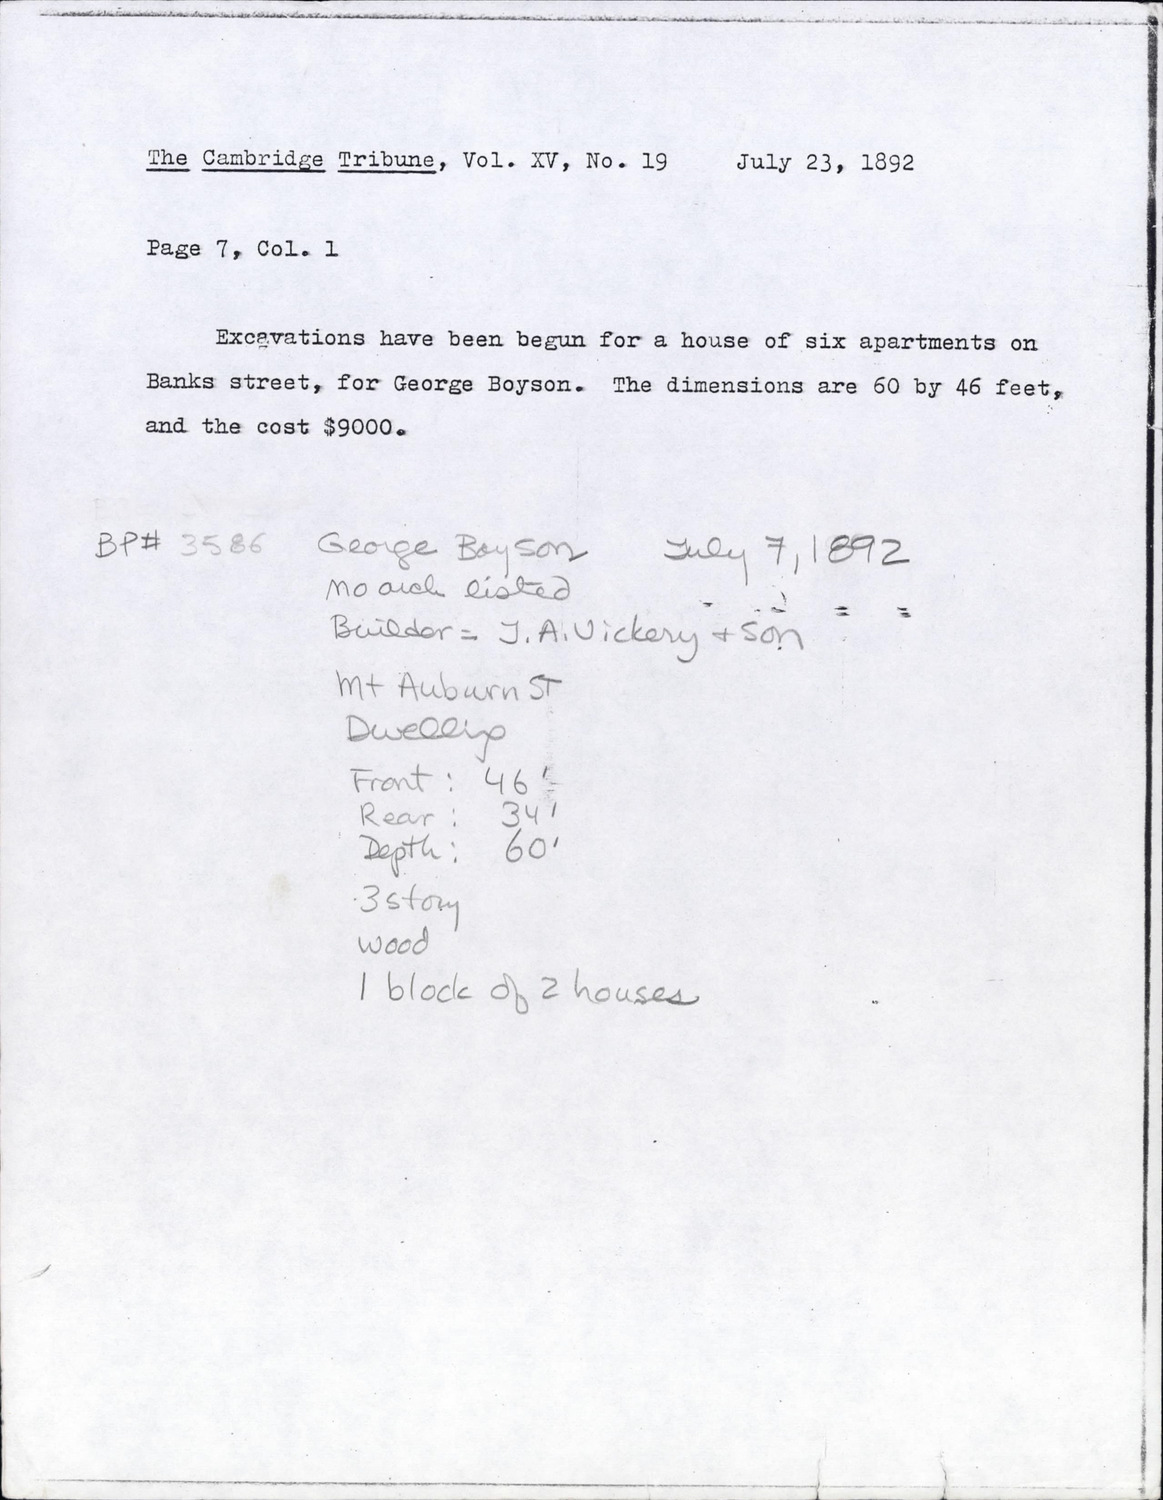 The Cambridge Tribune, Vol. XV, No. 19 July 23, 1892
Page 7, Col. 1
Excavations have been begun for a house of six apartments on
Banks street, for George Boyson. The dimensions are 60 by 46 feet,
and the cost $9000.
BP# 3586 George Boyson July 7, 1892
no arch listed
Builder = J.A. Vickery + Son
Mt Auburn St
Dwelling
Front: 46'
Rear: 34'
Depth: 60'
3 story
wood
1 block of 2 houses